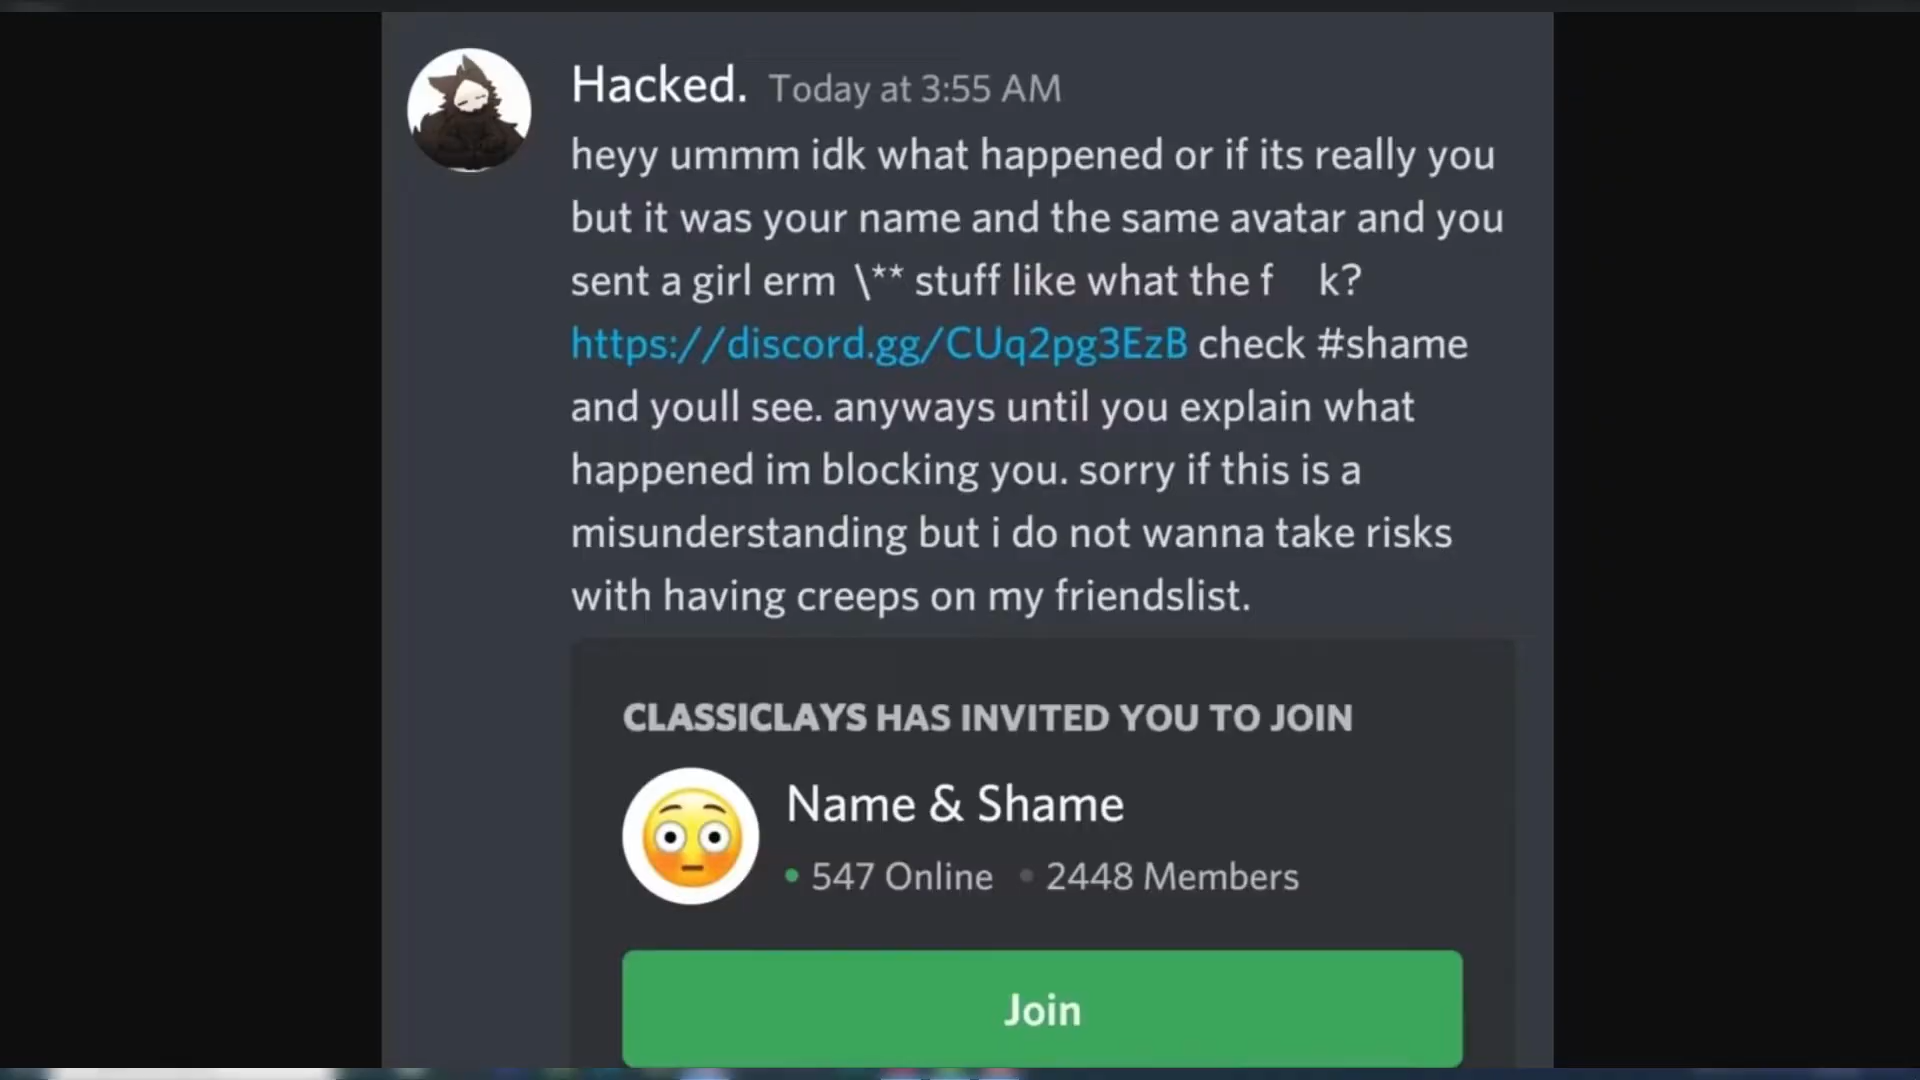 Hacked. Today at 3:55 AM
heyy ummm idk what happened or if its really you
but it was your name and the same avatar and you
sent a girl erm \** stuff like what the f k?
https://discord.gg/CUq2pg3EzB check #shame
and youll see. anyways until you explain what
happened im blocking you. sorry if this is a
misunderstanding but i do not wanna take risks
with having creeps on my friendslist.
CLASSICLAYS HAS INVITED YOU TO JOIN
Name & Shame
547 Online 2448 Members
Join